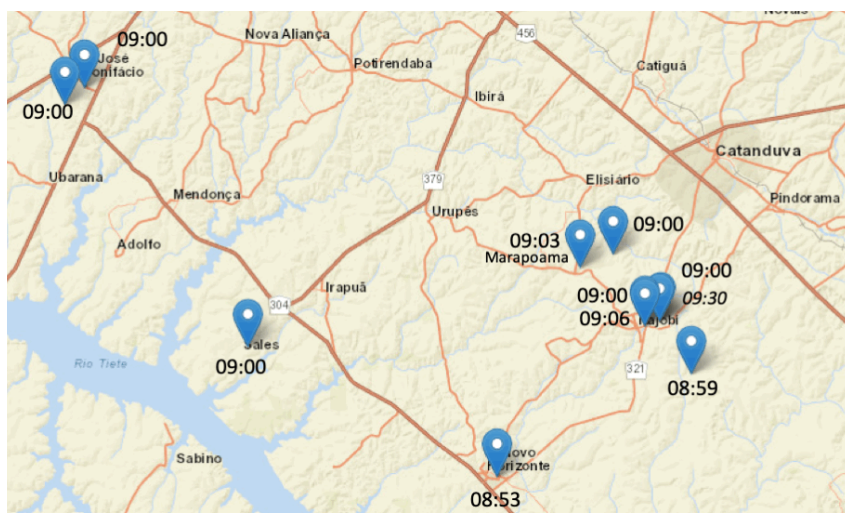 Novais
Nova Aliança
456
09:00
José
Bonifácio
Potirendaba
Catiguá
09:00
Ibirá
Catanduva
Ubarana
379
Elisiário
Mendonça
Pindorama
Urupês
09:00
Adolfo
09:03
Marapoama
09:00
09:00
09:30
Irapuã
304
09:06
Itajobi
Sales
Rio Tiete
09:00
321
08:59
Sabino
Novo
Horizonte
08:53